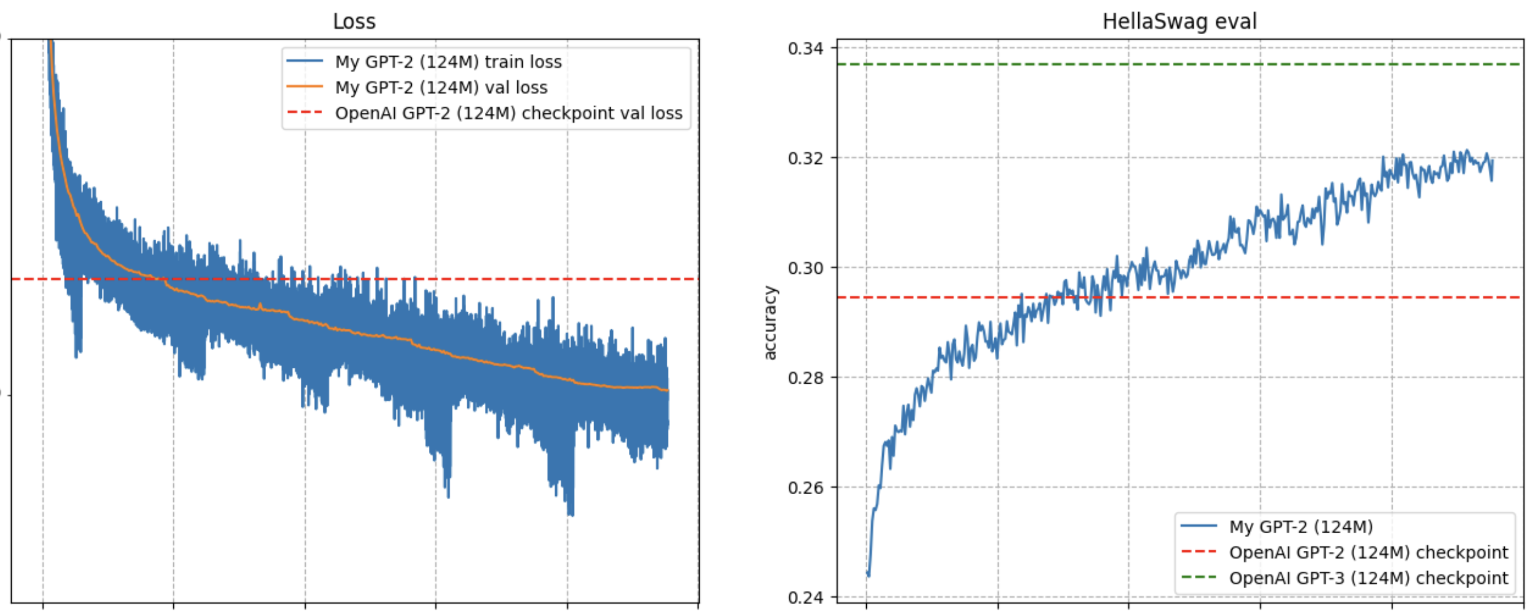 Loss
My GPT-2 (124M) train loss
My GPT-2 (124M) val loss
OpenAI GPT-2 (124M) checkpoint val loss
HellaSwag eval
0.34
0.32
0.30
0.28
0.26
0.24
accuracy
My GPT-2 (124M)
OpenAI GPT-2 (124M) checkpoint
OpenAI GPT-3 (124M) checkpoint